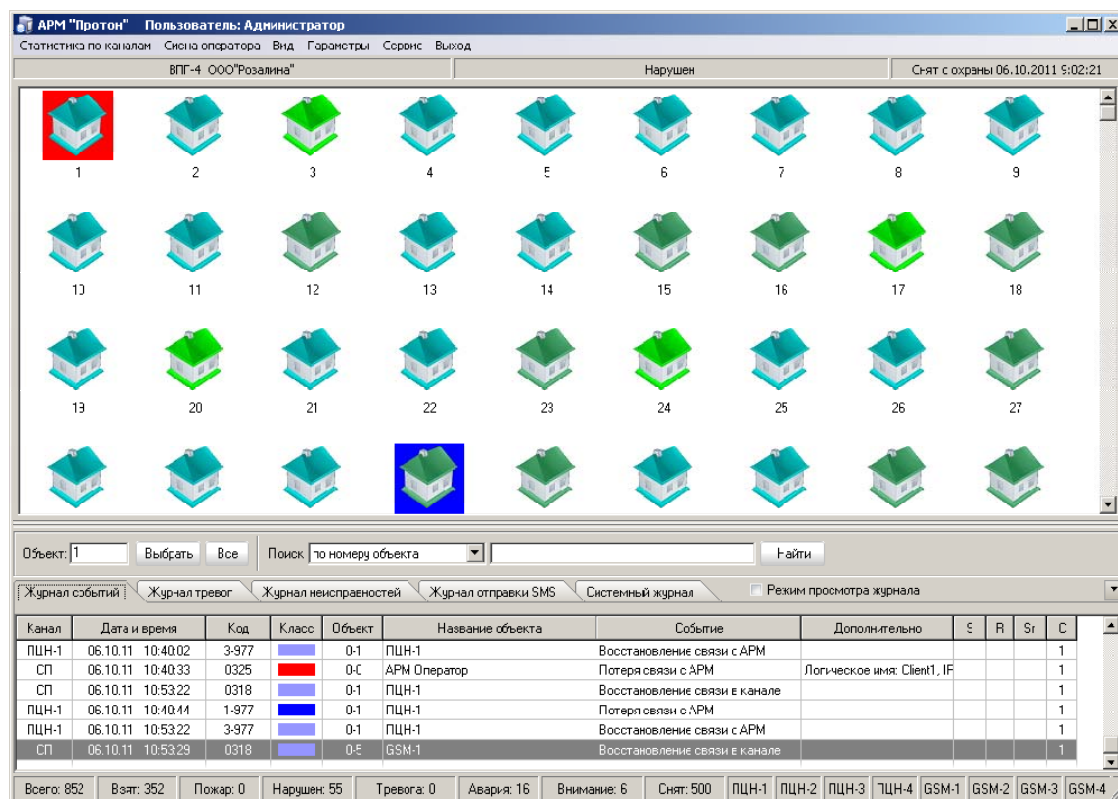 АРМ "Протон" Пользователь: Администратор
Статистика по каналам Смена оператора Вид Параметры Сервис Выход
ВПГ-4 ООО"Розалина" Нарушен Снят с охраны 06.10.2011 9:02:21
1 2 3 4 5 6 7 8 9
10 11 12 13 14 15 16 17 18
19 20 21 22 23 24 25 26 27
Объект: 1 Выбрать Все Поиск по номеру объекта Найти
Журнал событий Журнал тревог Журнал неисправностей Журнал отправки SMS Системный журнал Режим просмотра журнала
Канал Дата и время Код Класс Объект Название объекта Событие Дополнительно S R Sr C
ПЦН-1 06.10.11 10:40:02 3-977 0-1 ПЦН-1 Восстановление связи с АРМ 1
СП 06.10.11 10:40:33 0325 0-0 АРМ Оператор Потеря связи с АРМ Логическое имя: Client1, IP 1
СП 06.10.11 10:53:22 0318 0-1 ПЦН-1 Восстановление связи в канале 1
ПЦН-1 06.10.11 10:40:44 1-977 0-1 ПЦН-1 Потеря связи с АРМ 1
ПЦН-1 06.10.11 10:53:22 3-977 0-1 ПЦН-1 Восстановление связи с АРМ 1
СП 06.10.11 10:53:29 0318 0-5 GSM-1 Восстановление связи в канале 1
Всего: 852 Взят: 352 Пожар: 0 Нарушен: 55 Тревога: 0 Авария: 16 Внимание: 6 Снят: 500 ПЦН-1 ПЦН-2 ПЦН-3 ПЦН-4 GSM-1 GSM-2 GSM-3 GSM-4